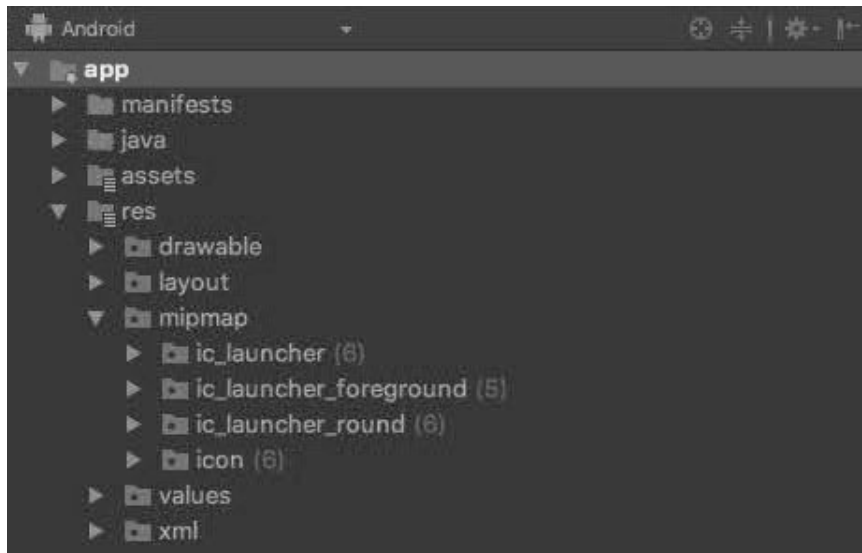 Android
app
manifests
java
assets
res
drawable
layout
mipmap
ic_launcher (6)
ic_launcher_foreground (5)
ic_launcher_round (6)
icon (6)
values
xml